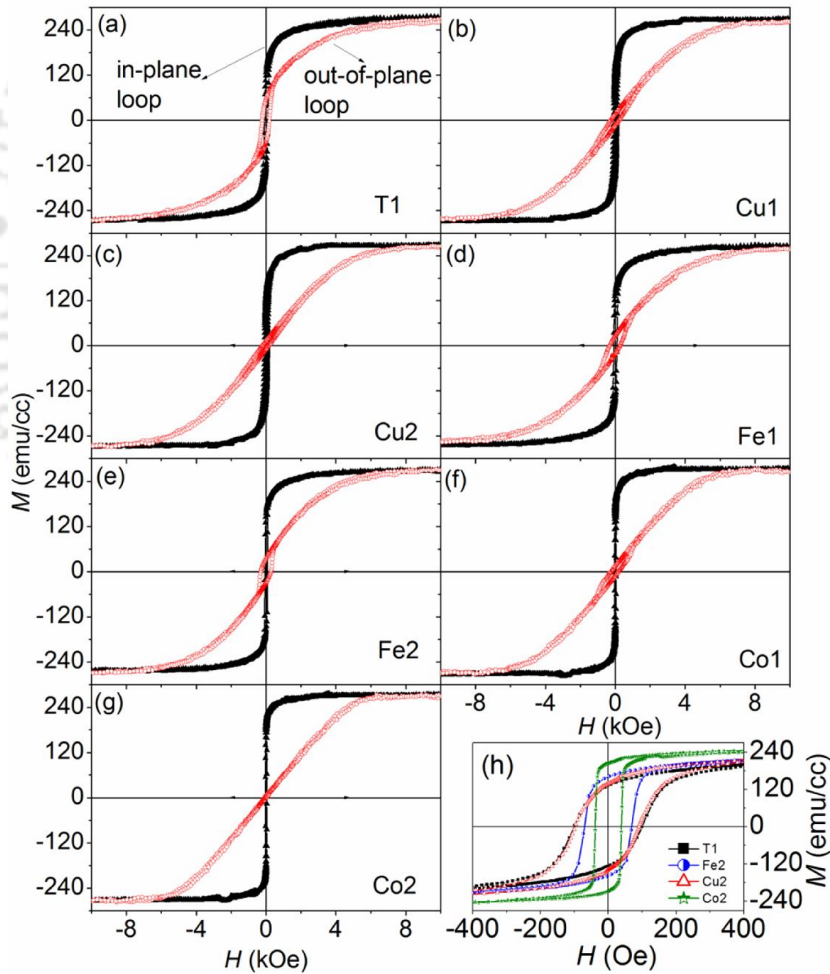 (a)
in-plane
loop
out-of-plane
loop
T1
240
120
0
-120
-240
(b)
Cu1
(c)
Cu2
240
120
0
-120
-240
(d)
Fe1
(e)
Fe2
240
120
0
-120
-240
(f)
Co1
-8 -4 0 4 8
H (kOe)
M (emu/cc)
(g)
Co2
240
120
0
-120
-240
-8 -4 0 4 8
H (kOe)
(h)
T1
Fe2
Cu2
Co2
240
120
0
-120
-240
M (emu/cc)
-400 -200 0 200 400
H (Oe)